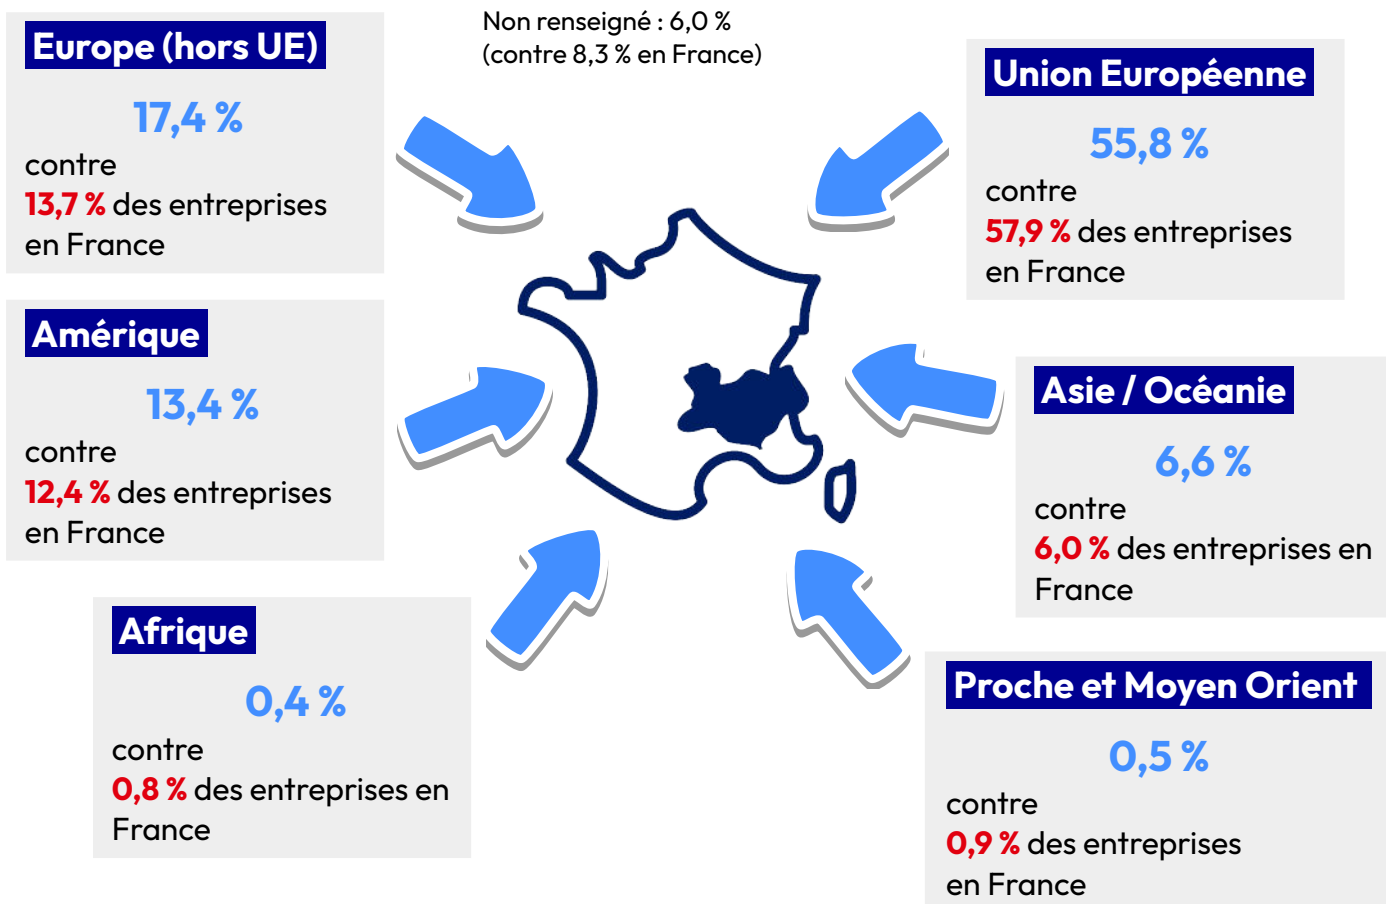 Europe (hors UE)
17,4 %
contre
13,7 % des entreprises
en France
Non renseigné : 6,0 %
(contre 8,3 % en France)
Union Européenne
55,8 %
contre
57,9 % des entreprises
en France
Amérique
13,4 %
contre
12,4 % des entreprises
en France
Asie / Océanie
6,6 %
contre
6,0 % des entreprises en
France
Afrique
0,4 %
contre
0,8 % des entreprises en
France
Proche et Moyen Orient
0,5 %
contre
0,9 % des entreprises
en France